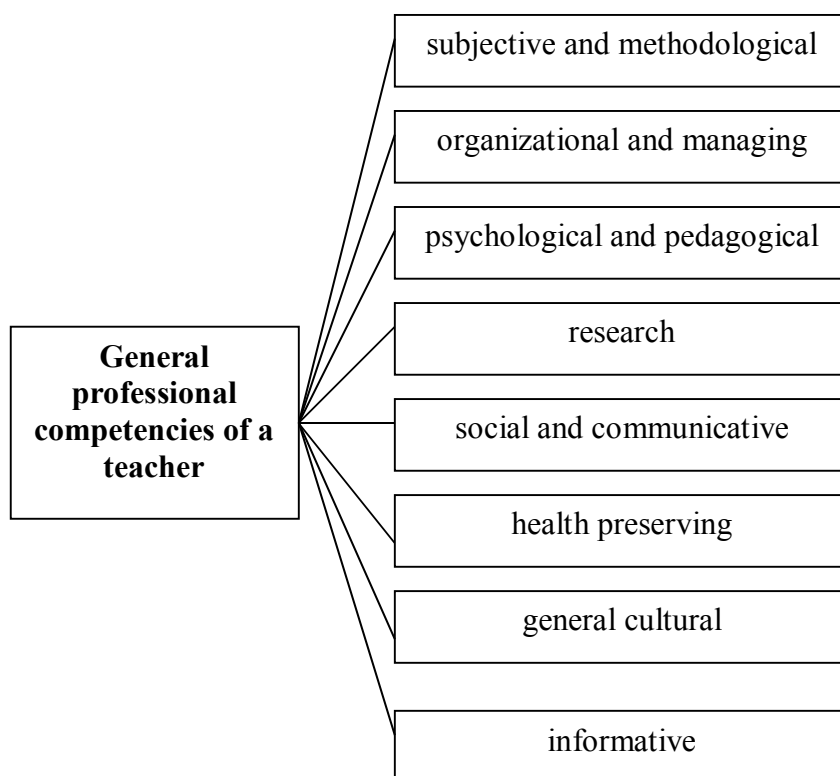 subjective and methodological
organizational and managing
psychological and pedagogical
research
General
professional
competencies of a
teacher
social and communicative
health preserving
general cultural
informative